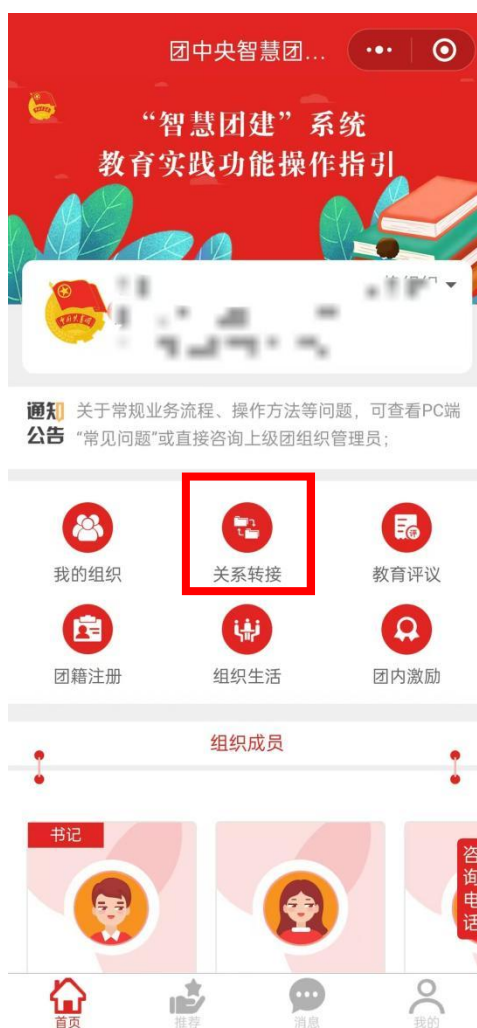 团中央智慧团...
“智慧团建”系统
教育实践功能操作指引
通知 关于常规业务流程、操作方法等问题，可查看PC端
公告 “常见问题”或直接咨询上级团组织管理员；
我的组织 关系转接 教育评议
团籍注册 组织生活 团内激励
组织成员
书记
咨询电话
首页 推荐 消息 我的